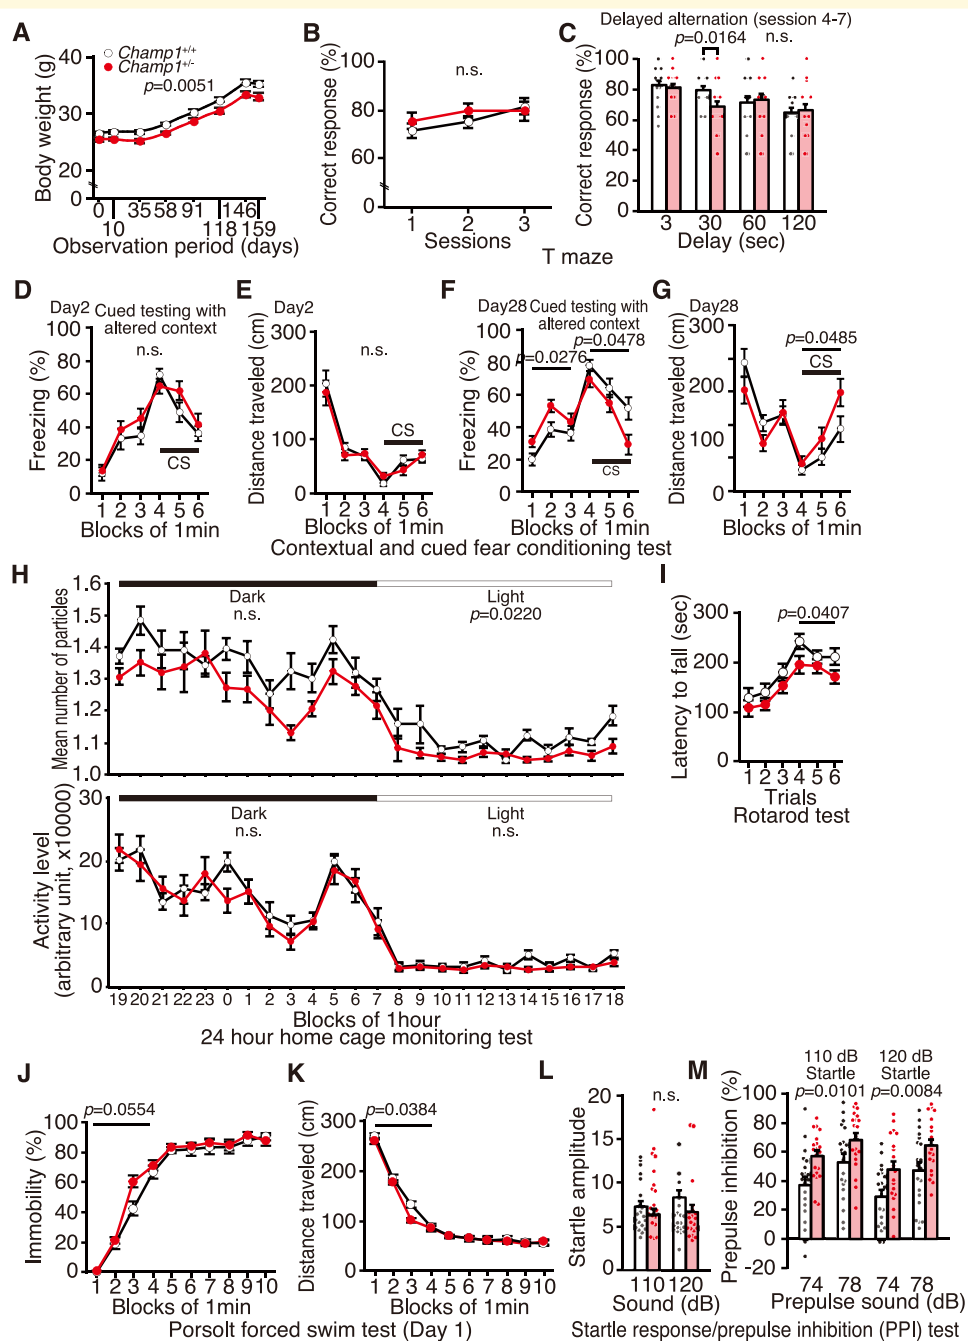 A
Champ1+/+
Champ1+/-
p=0.0051
Body weight (g)
40
30
20
0
0 35 58 91 146
10 118 159
Observation period (days)
B
n.s.
Correct response (%)
100
80
60
0
1 2 3
Sessions
C
Delayed alternation (session 4-7)
p=0.0164
n.s.
Correct response (%)
100
80
60
40
20
0
3 30 60 120
Delay (sec)
T maze
D
Day2
Cued testing with
altered context
n.s.
Freezing (%)
100
80
60
40
20
0
CS
1 2 3 4 5 6
Blocks of 1min
E
Day2
n.s.
Distance traveled (cm)
300
200
100
0
CS
1 2 3 4 5 6
Blocks of 1min
F
Day28
Cued testing with
altered context
p=0.0478
p=0.0276
Freezing (%)
100
80
60
40
20
0
CS
1 2 3 4 5 6
Blocks of 1min
G
Day28
p=0.0485
CS
Distance traveled (cm)
300
200
100
0
1 2 3 4 5 6
Blocks of 1min
Contextual and cued fear conditioning test
H
Dark
n.s.
Light
p=0.0220
Mean number of particles
1.6
1.5
1.4
1.3
1.2
1.1
1.0
Dark
n.s.
Light
n.s.
Activity level
(arbitrary unit, x10000)
30
20
10
0
19 20 21 22 23 0 1 2 3 4 5 6 7 8 9 10 11 12 13 14 15 16 17 18
Blocks of 1hour
24 hour home cage monitoring test
I
p=0.0407
Latency to fall (sec)
300
200
100
0
1 2 3 4 5 6
Trials
Rotarod test
J
p=0.0554
Immobility (%)
100
80
60
40
20
0
1 2 3 4 5 6 7 8 9 10
Blocks of 1min
K
p=0.0384
Distance traveled (cm)
300
200
100
0
1 2 3 4 5 6 7 8 9 10
Blocks of 1min
Porsolt forced swim test (Day 1)
L
n.s.
Startle amplitude
20
15
10
5
0
110 120
Sound (dB)
M
110 dB
Startle
p=0.0101
120 dB
Startle
p=0.0084
Prepulse inhibition (%)
100
80
60
40
20
0
-20
74 78 74 78
Prepulse sound (dB)
Startle response/prepulse inhibition (PPI) test